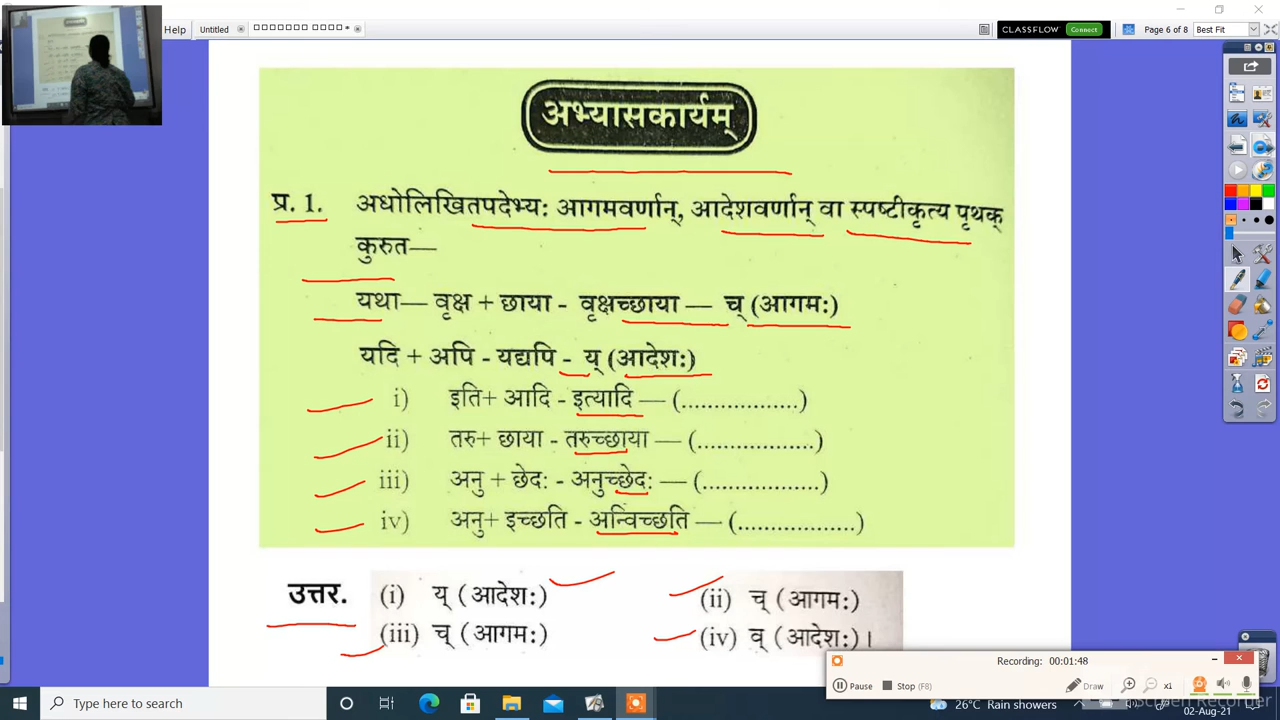 Help
Untitled
CLASSFLOW Connect
Page 6 of 8
Best Fit
अभ्यासकार्यम्
प्र. 1. अधोलिखितपदेभ्य: आगमवर्णान्, आदेशवर्णान् वा स्पष्टीकृत्य पृथक्
कुरुत—
यथा— वृक्ष + छाया - वृक्षच्छाया — च् (आगम:)
यदि + अपि - यद्यपि - य् (आदेश:)
i) इति+ आदि - इत्यादि — (.................)
ii) तरु+ छाया - तरुच्छाया — (..................)
iii) अनु + छेद: - अनुच्छेद: — (..................)
iv) अनु+ इच्छति - अन्विच्छति — (..................)
उत्तर. (i) य् (आदेश:) (ii) च् (आगम:)
(iii) च् (आगम:) (iv) व् (आदेश:)।
Recording: 00:01:48
Pause Stop (F8) Draw x1
Type here to search
26°C Rain showers
02-Aug-21